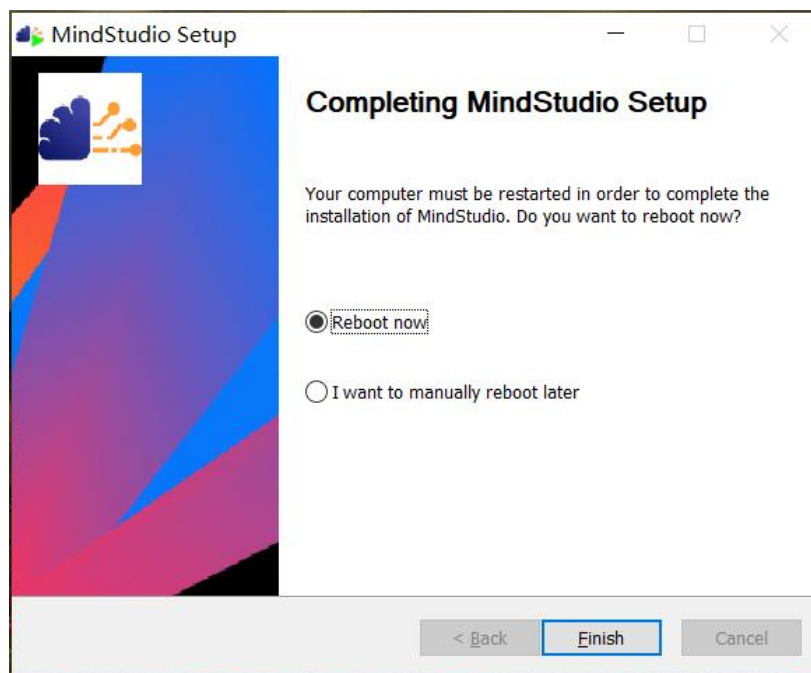 MindStudio Setup
Completing MindStudio Setup
Your computer must be restarted in order to complete the
installation of MindStudio. Do you want to reboot now?
Reboot now
I want to manually reboot later
< Back
Finish
Cancel